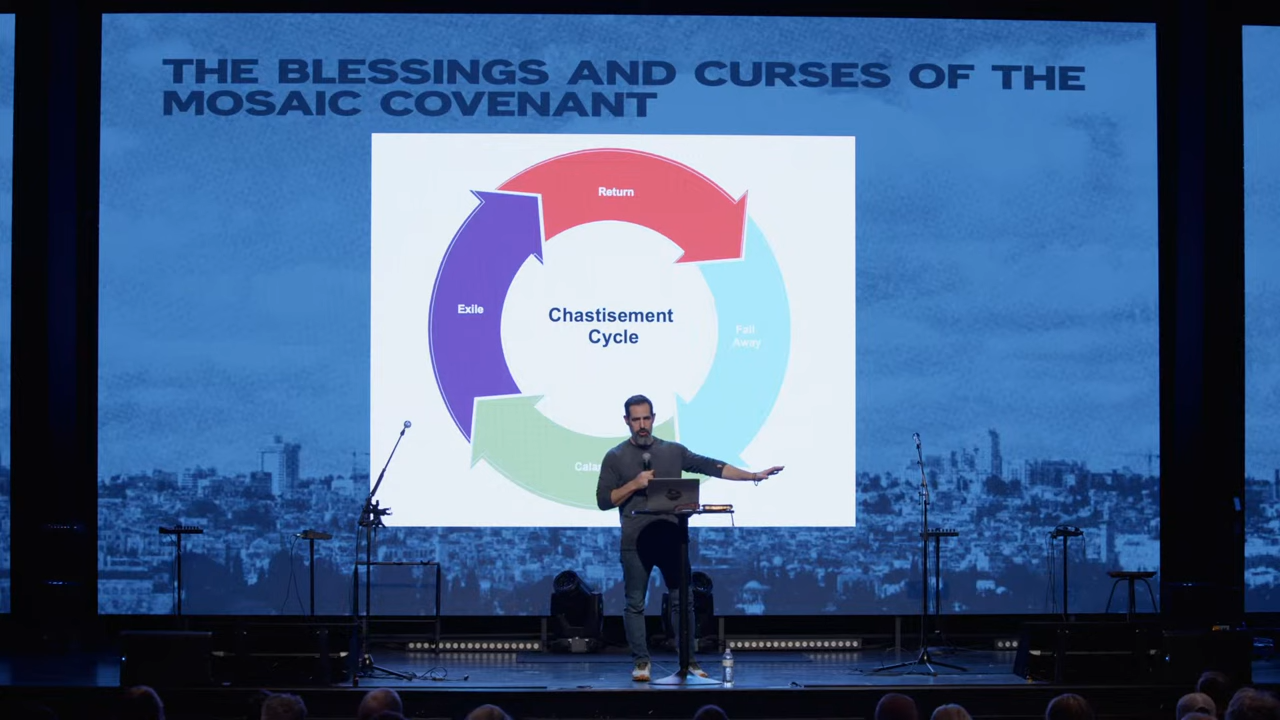 THE BLESSINGS AND CURSES OF THE
MOSAIC COVENANT
Return
Exile
Chastisement
Cycle
Fall
Away